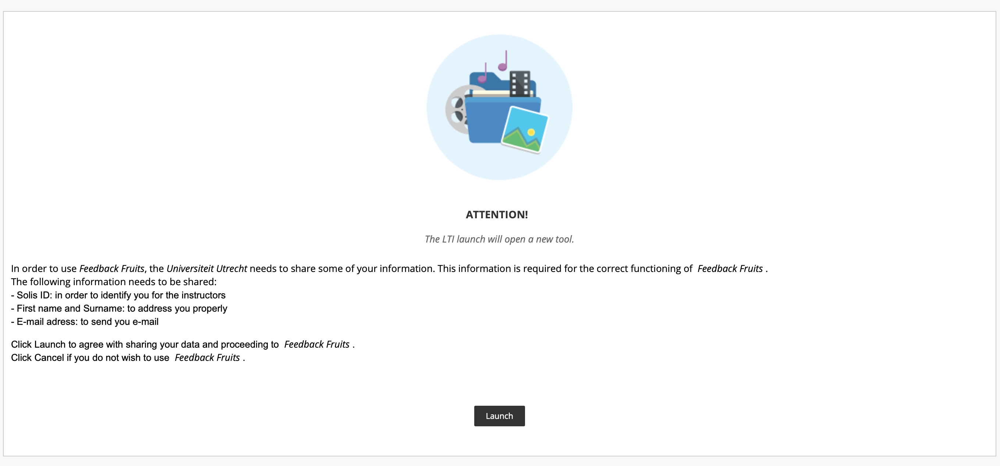 ATTENTION!
The LTI launch will open a new tool.
In order to use Feedback Fruits, the Universiteit Utrecht needs to share some of your information. This information is required for the correct functioning of Feedback Fruits .
The following information needs to be shared:
- Solis ID: in order to identify you for the instructors
- First name and Surname: to address you properly
- E-mail adress: to send you e-mail
Click Launch to agree with sharing your data and proceeding to Feedback Fruits .
Click Cancel if you do not wish to use Feedback Fruits .
Launch